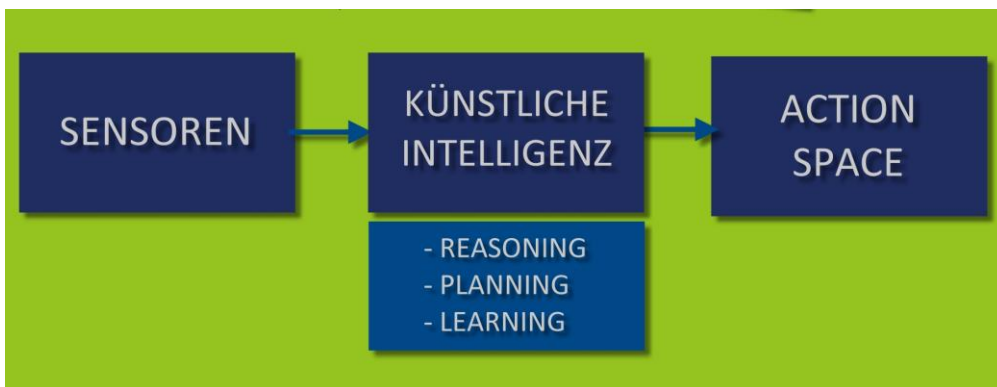 SENSOREN
KÜNSTLICHE
INTELLIGENZ
ACTION
SPACE
- REASONING
- PLANNING
- LEARNING